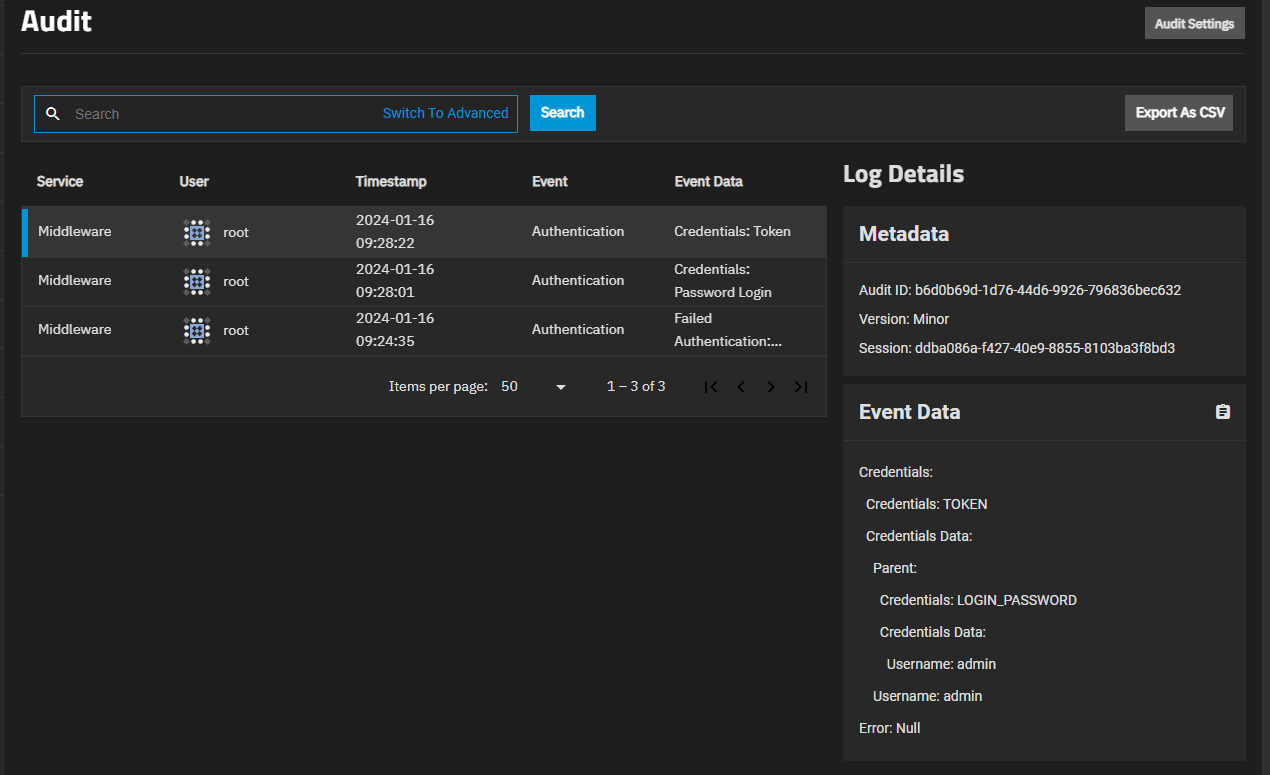 Audit
Audit Settings
Search Switch To Advanced Search Export As CSV
Service User Timestamp Event Event Data
Middleware root 2024-01-16 09:28:22 Authentication Credentials: Token
Middleware root 2024-01-16 09:28:01 Authentication Credentials: Password Login
Middleware root 2024-01-16 09:24:35 Authentication Failed Authentication:...
Items per page: 50 1 – 3 of 3
Log Details
Metadata
Audit ID: b6d0b69d-1d76-44d6-9926-796836bec632
Version: Minor
Session: ddba086a-f427-40e9-8855-8103ba3f8bd3
Event Data
Credentials:
Credentials: TOKEN
Credentials Data:
Parent:
Credentials: LOGIN_PASSWORD
Credentials Data:
Username: admin
Username: admin
Error: Null